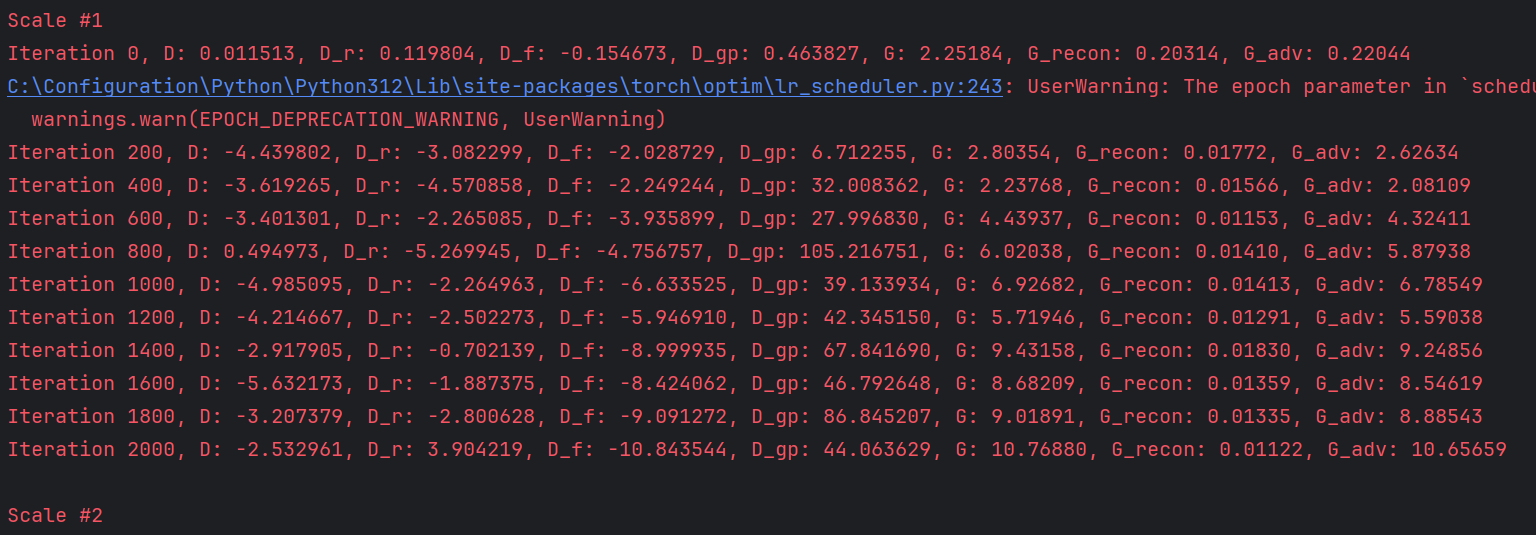 Scale #1
Iteration 0, D: 0.011513, D_r: 0.119804, D_f: -0.154673, D_gp: 0.463827, G: 2.25184, G_recon: 0.20314, G_adv: 0.22044
C:\Configuration\Python\Python312\Lib\site-packages\torch\optim\lr_scheduler.py:243: UserWarning: The epoch parameter in `schedu
warnings.warn(EPOCH_DEPRECATION_WARNING, UserWarning)
Iteration 200, D: -4.439802, D_r: -3.082299, D_f: -2.028729, D_gp: 6.712255, G: 2.80354, G_recon: 0.01772, G_adv: 2.62634
Iteration 400, D: -3.619265, D_r: -4.570858, D_f: -2.249244, D_gp: 32.008362, G: 2.23768, G_recon: 0.01566, G_adv: 2.08109
Iteration 600, D: -3.401301, D_r: -2.265085, D_f: -3.935899, D_gp: 27.996830, G: 4.43937, G_recon: 0.01153, G_adv: 4.32411
Iteration 800, D: 0.494973, D_r: -5.269945, D_f: -4.756757, D_gp: 105.216751, G: 6.02038, G_recon: 0.01410, G_adv: 5.87938
Iteration 1000, D: -4.985095, D_r: -2.264963, D_f: -6.633525, D_gp: 39.133934, G: 6.92682, G_recon: 0.01413, G_adv: 6.78549
Iteration 1200, D: -4.214667, D_r: -2.502273, D_f: -5.946910, D_gp: 42.345150, G: 5.71946, G_recon: 0.01291, G_adv: 5.59038
Iteration 1400, D: -2.917905, D_r: -0.702139, D_f: -8.999935, D_gp: 67.841690, G: 9.43158, G_recon: 0.01830, G_adv: 9.24856
Iteration 1600, D: -5.632173, D_r: -1.887375, D_f: -8.424062, D_gp: 46.792648, G: 8.68209, G_recon: 0.01359, G_adv: 8.54619
Iteration 1800, D: -3.207379, D_r: -2.800628, D_f: -9.091272, D_gp: 86.845207, G: 9.01891, G_recon: 0.01335, G_adv: 8.88543
Iteration 2000, D: -2.532961, D_r: 3.904219, D_f: -10.843544, D_gp: 44.063629, G: 10.76880, G_recon: 0.01122, G_adv: 10.65659
Scale #2